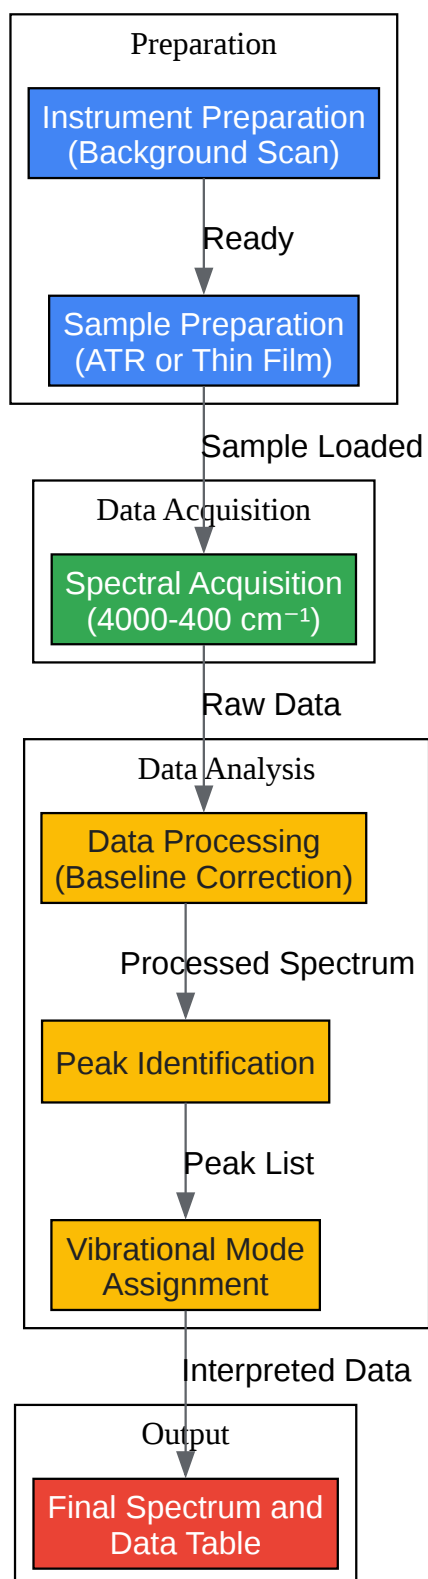 Preparation
Instrument Preparation
(Background Scan)
Ready
Sample Preparation
(ATR or Thin Film)
Sample Loaded
Data Acquisition
Spectral Acquisition
(4000-400 cm⁻¹)
Raw Data
Data Analysis
Data Processing
(Baseline Correction)
Processed Spectrum
Peak Identification
Peak List
Vibrational Mode
Assignment
Interpreted Data
Output
Final Spectrum and
Data Table